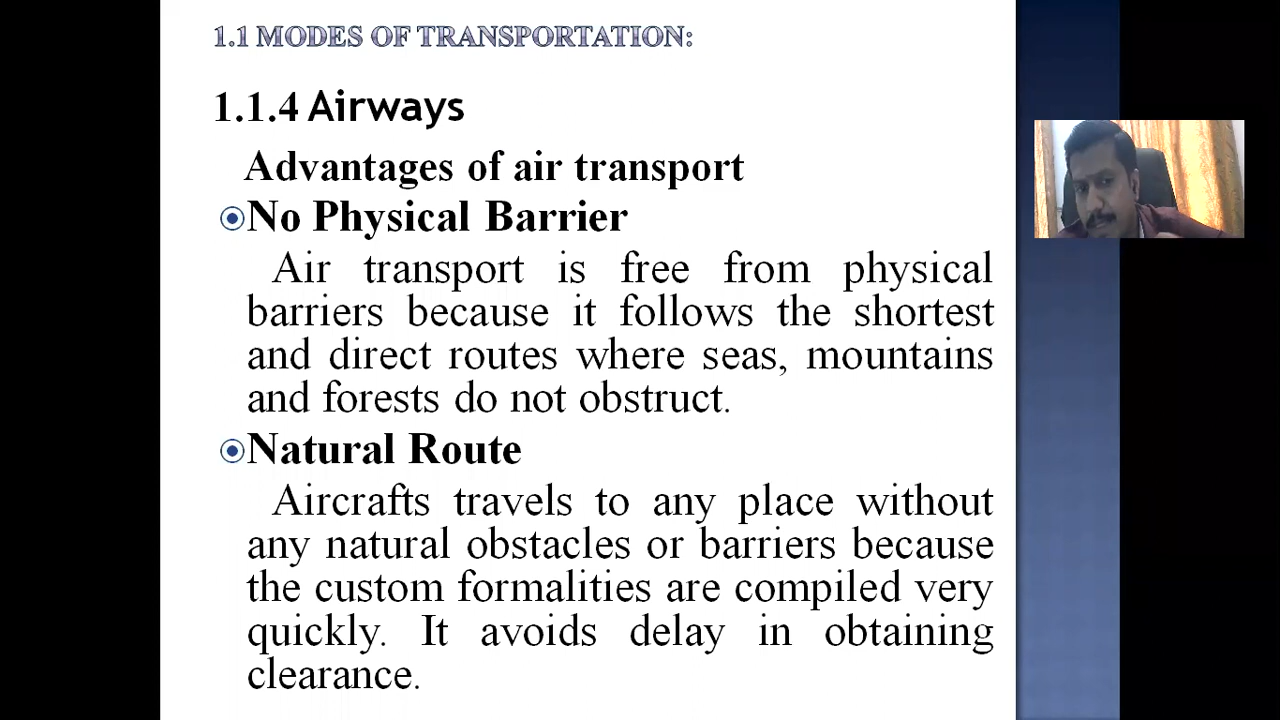 1.1 MODES OF TRANSPORTATION:
1.1.4 Airways
Advantages of air transport
No Physical Barrier
Air transport is free from physical
barriers because it follows the shortest
and direct routes where seas, mountains
and forests do not obstruct.
Natural Route
Aircrafts travels to any place without
any natural obstacles or barriers because
the custom formalities are compiled very
quickly. It avoids delay in obtaining
clearance.